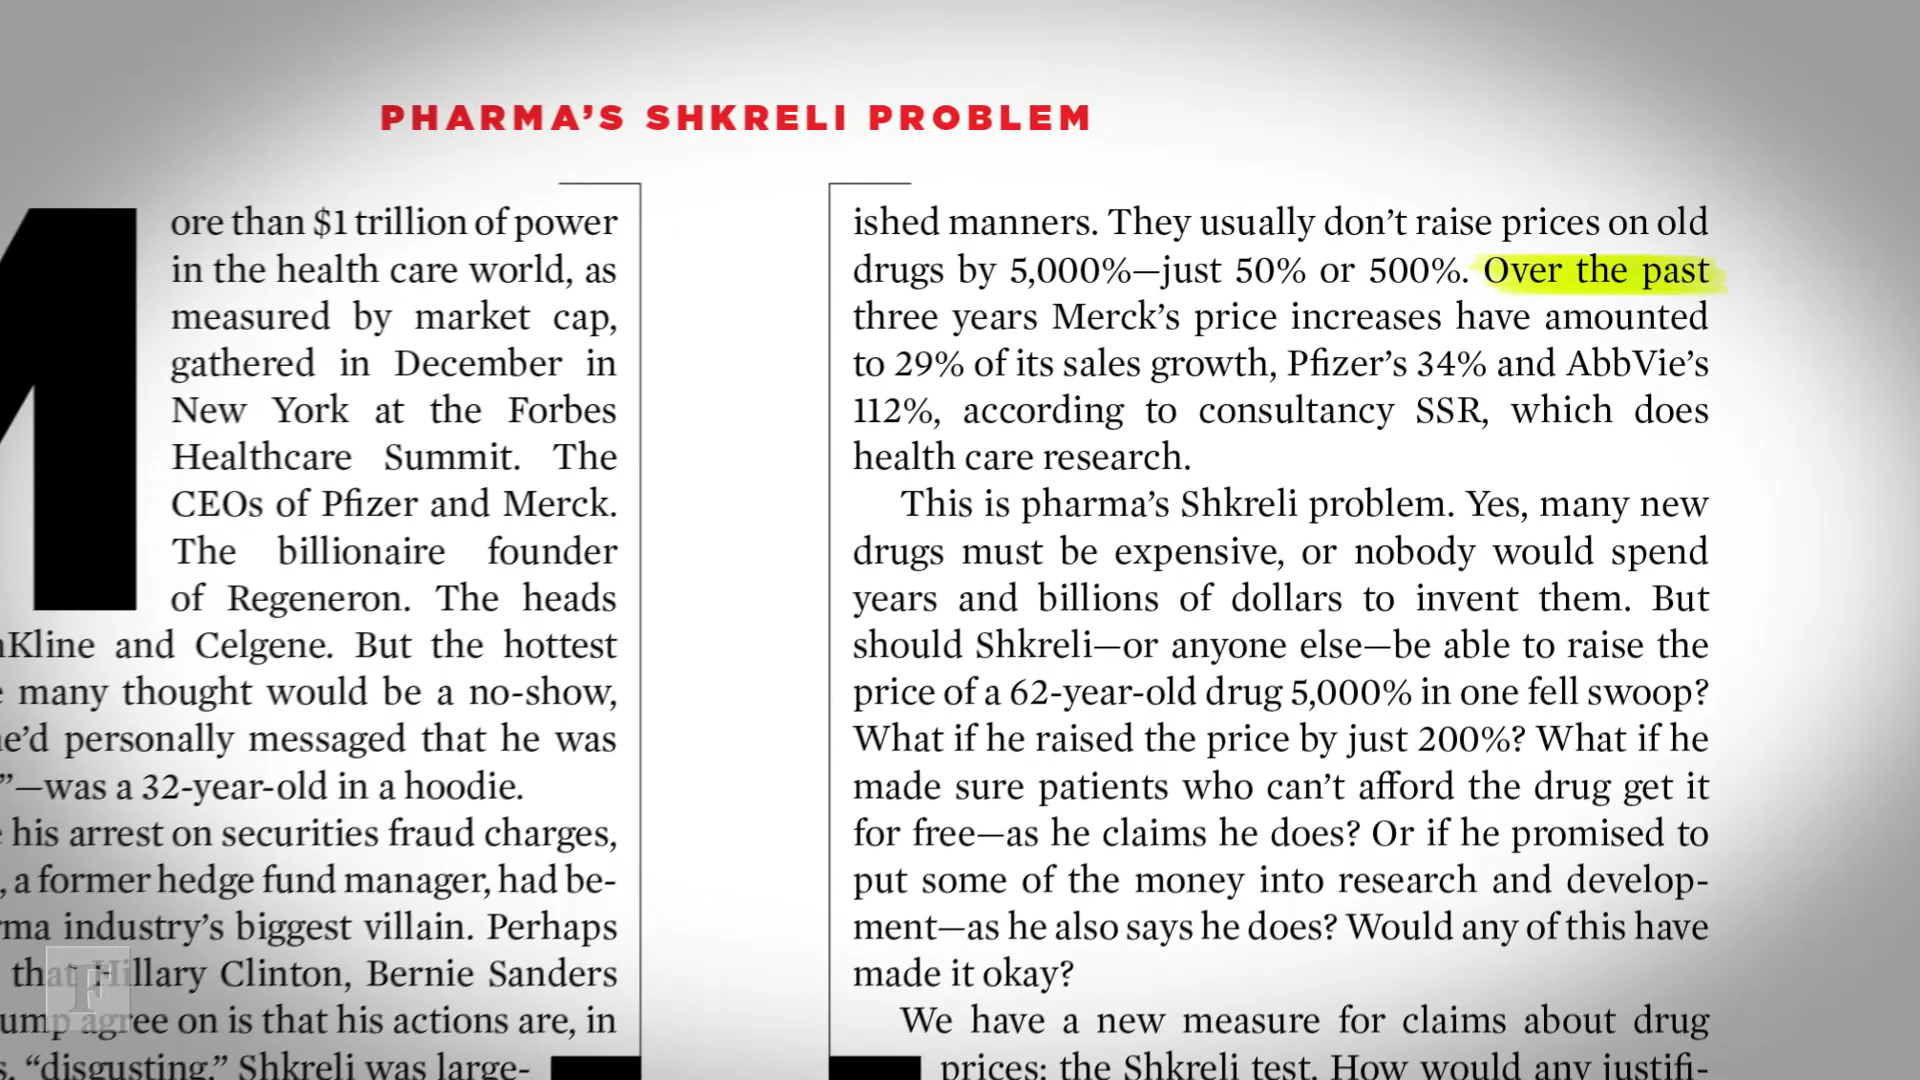 PHARMA’S SHKRELI PROBLEM
M
ore than $1 trillion of power
in the health care world, as
measured by market cap,
gathered in December in
New York at the Forbes
Healthcare Summit. The
CEOs of Pfizer and Merck.
The billionaire founder
of Regeneron. The heads
Kline and Celgene. But the hottest
many thought would be a no-show,
he’d personally messaged that he was
”—was a 32-year-old in a hoodie.
his arrest on securities fraud charges,
, a former hedge fund manager, had be-
rma industry’s biggest villain. Perhaps
that Hillary Clinton, Bernie Sanders
ump agree on is that his actions are, in
s, “disgusting.” Shkreli was large-
ished manners. They usually don’t raise prices on old
drugs by 5,000%—just 50% or 500%. Over the past
three years Merck’s price increases have amounted
to 29% of its sales growth, Pfizer’s 34% and AbbVie’s
112%, according to consultancy SSR, which does
health care research.
This is pharma’s Shkreli problem. Yes, many new
drugs must be expensive, or nobody would spend
years and billions of dollars to invent them. But
should Shkreli—or anyone else—be able to raise the
price of a 62-year-old drug 5,000% in one fell swoop?
What if he raised the price by just 200%? What if he
made sure patients who can’t afford the drug get it
for free—as he claims he does? Or if he promised to
put some of the money into research and develop-
ment—as he also says he does? Would any of this have
made it okay?
We have a new measure for claims about drug
prices: the Shkreli test. How would any justifi-
F